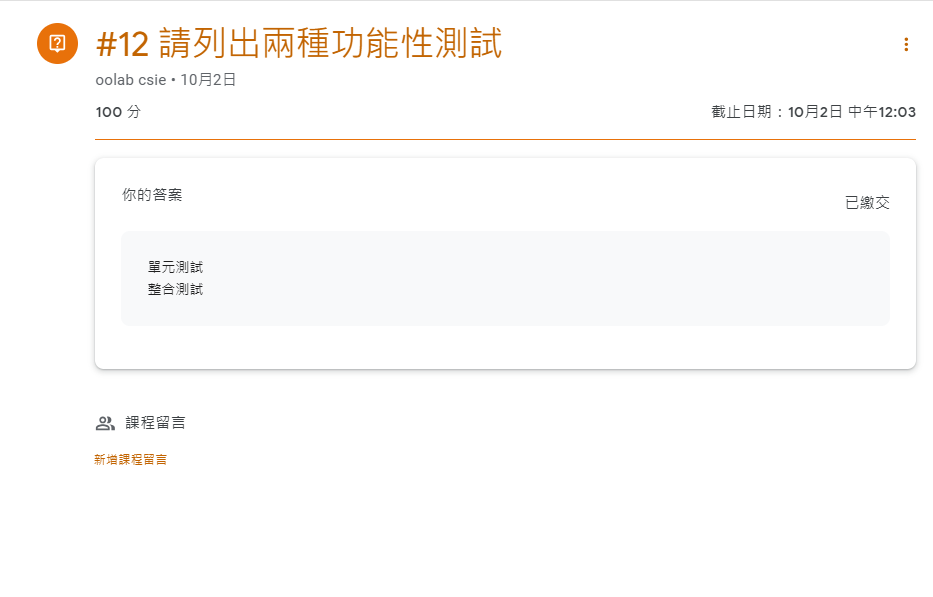 #12 請列出兩種功能性測試
oolab csie • 10月2日
100 分
截止日期：10月2日 中午12:03
你的答案
已繳交
單元測試
整合測試
課程留言
新增課程留言